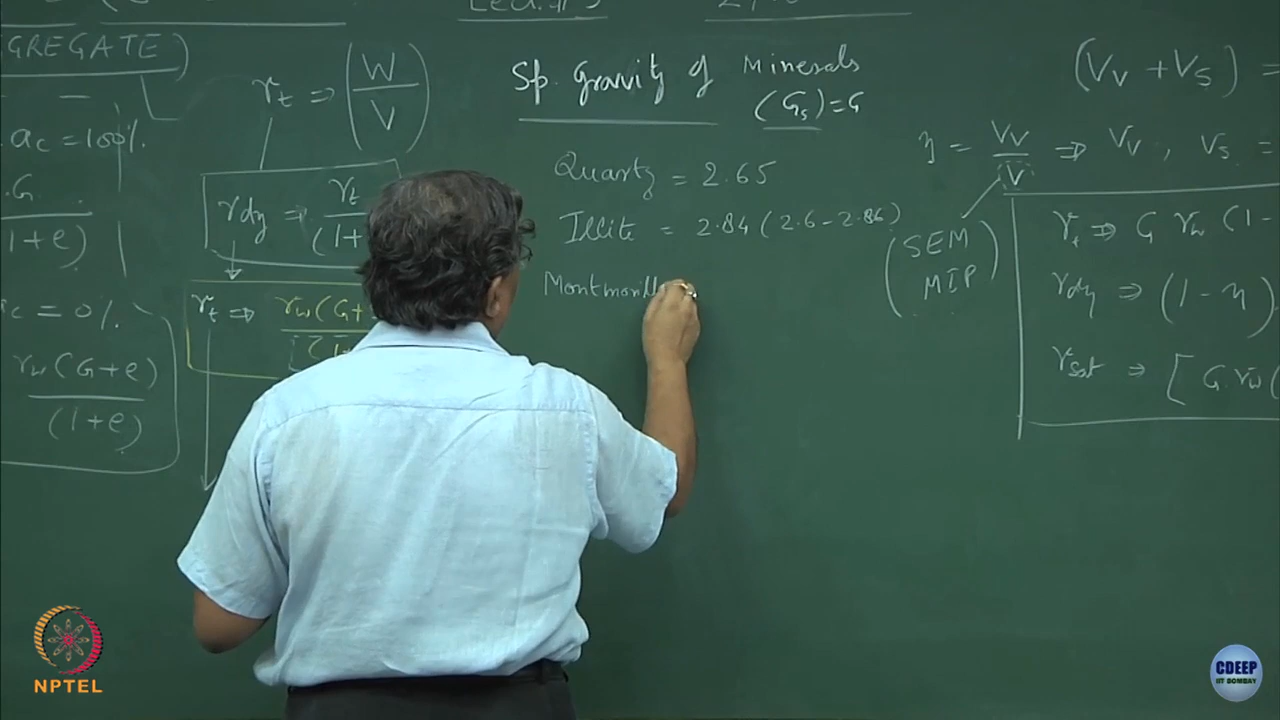 GREGATE)
ac = 100%.
.G
1+e)
c = 0%.
γw (G+e)
(1+e)
γt ⇒ (W/V)
γdy ⇒ γt
(1+
γt ⇒ γw(G+
Sp. Gravity of Minerals
(Gs) = G
Quartz = 2.65
Illite = 2.84 (2.6-2.86)
Montmorill
(Vv + Vs) =
η = Vv/V ⇒ Vv , Vs =
(SEM
MIP)
γt ⇒ G γw (1-
γdy ⇒ (1-η)
γsat ⇒ [G γw (
NPTEL
CDEEP
IIT BOMBAY